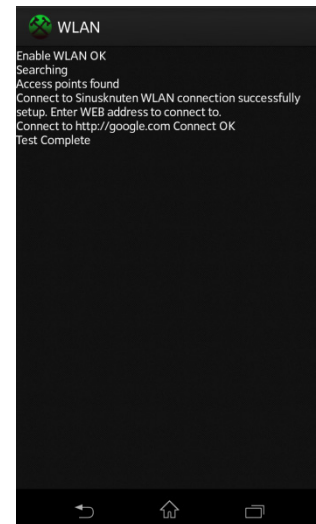 WLAN
Enable WLAN OK
Searching
Access points found
Connect to Sinusknuten WLAN connection successfully
setup. Enter WEB address to connect to.
Connect to http://google.com Connect OK
Test Complete